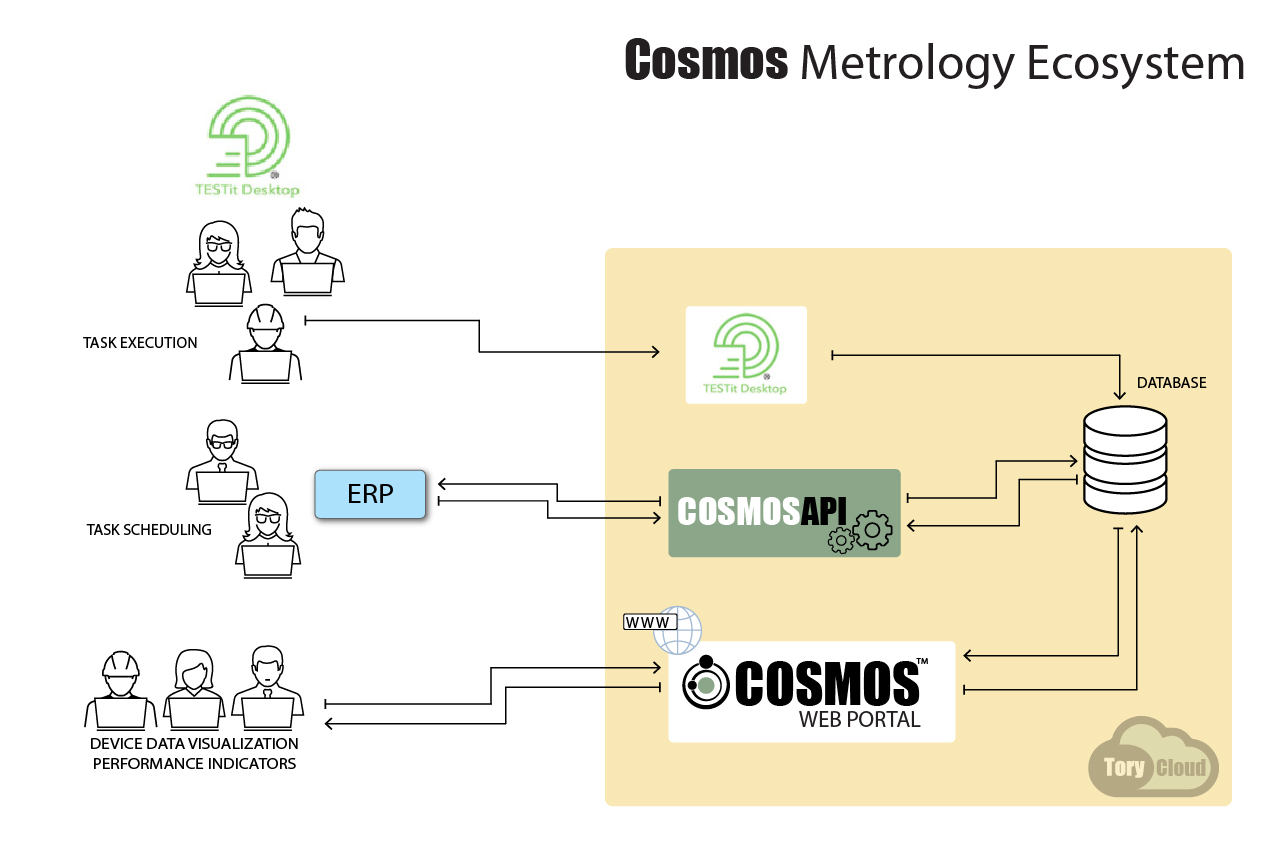 Cosmos Metrology Ecosystem
®
TESTit Desktop
TASK EXECUTION
®
TESTit Desktop
DATABASE
TASK SCHEDULING
ERP
COSMOSAPI
WWW
COSMOS™
WEB PORTAL
DEVICE DATA VISUALIZATION
PERFORMANCE INDICATORS
Tory Cloud